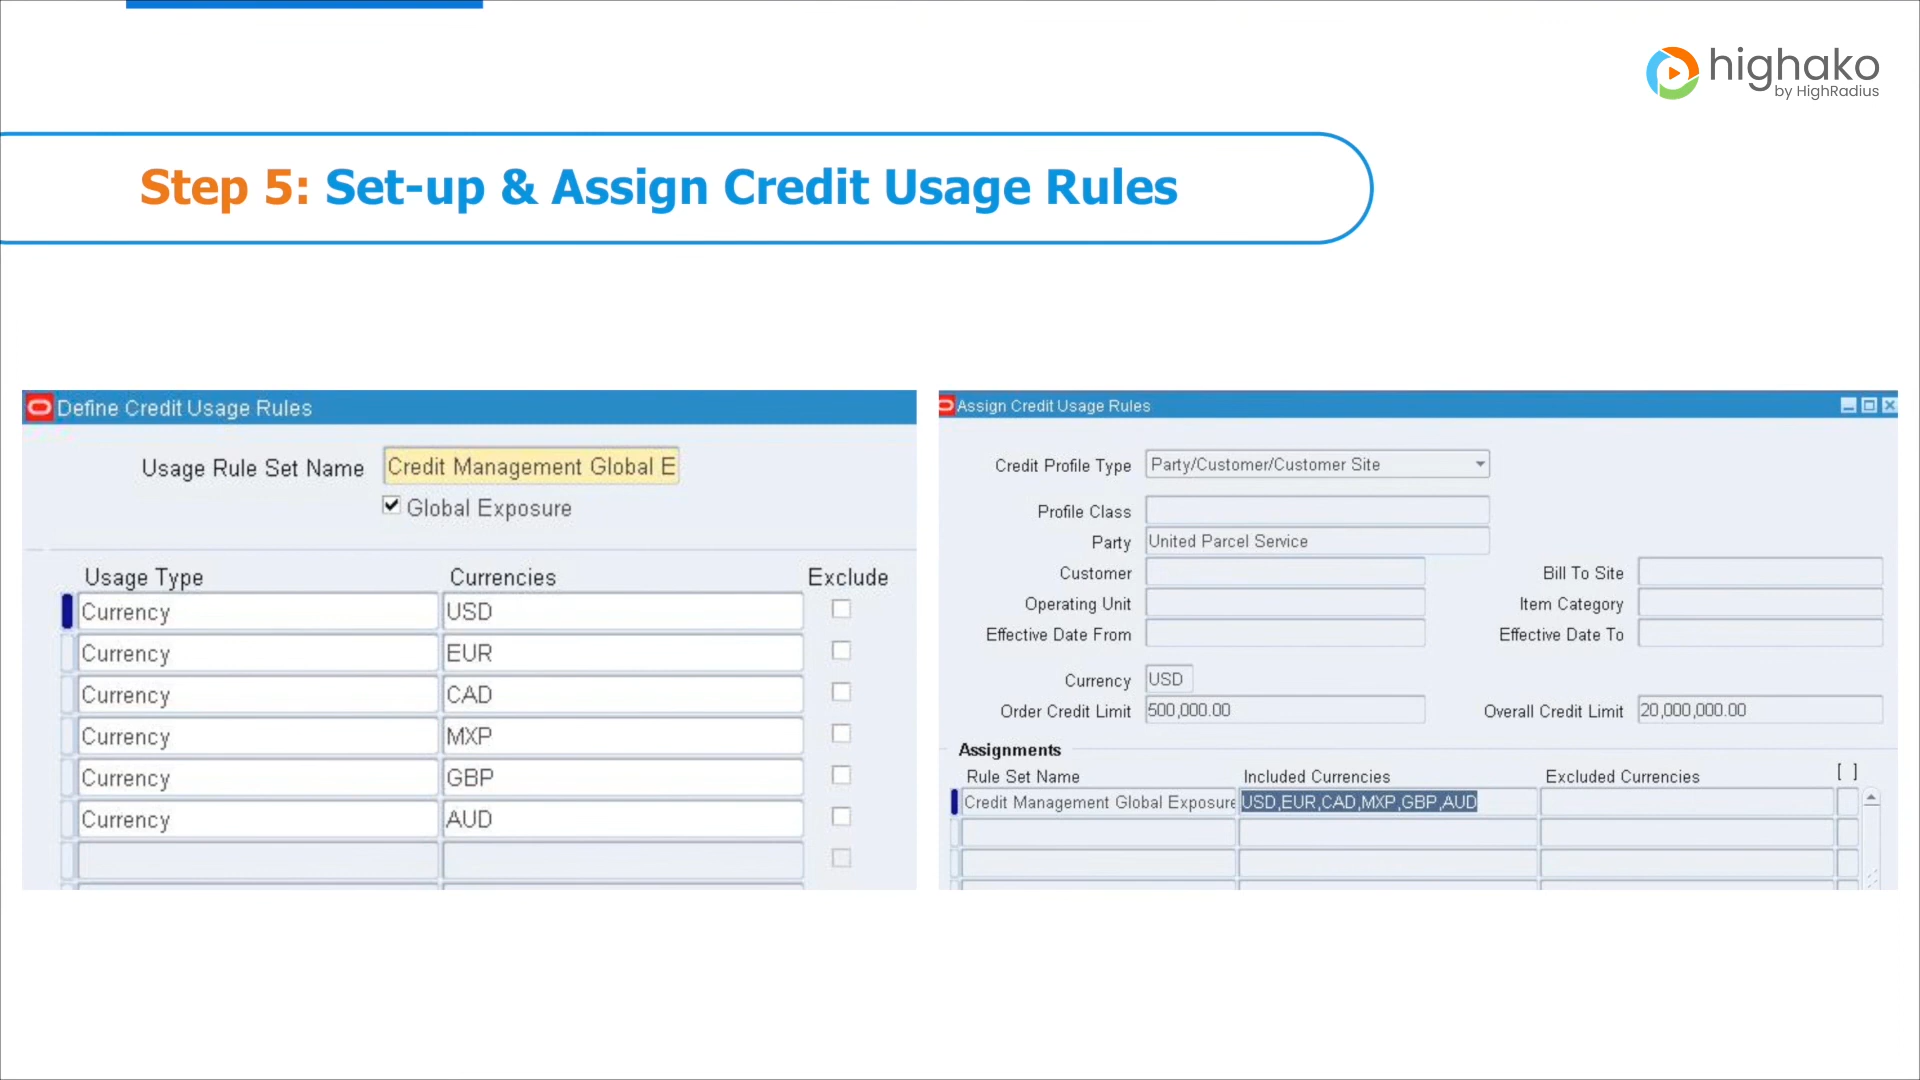 highako
by HighRadius
Step 5: Set-up & Assign Credit Usage Rules
Define Credit Usage Rules
Usage Rule Set Name Credit Management Global E
Global Exposure
Usage Type Currencies Exclude
Currency USD
Currency EUR
Currency CAD
Currency MXP
Currency GBP
Currency AUD
Assign Credit Usage Rules
Credit Profile Type Party/Customer/Customer Site
Profile Class
Party United Parcel Service
Customer Bill To Site
Operating Unit Item Category
Effective Date From Effective Date To
Currency USD
Order Credit Limit 500,000.00 Overall Credit Limit 20,000,000.00
Assignments
Rule Set Name Included Currencies Excluded Currencies [ ]
Credit Management Global Exposure USD,EUR,CAD,MXP,GBP,AUD